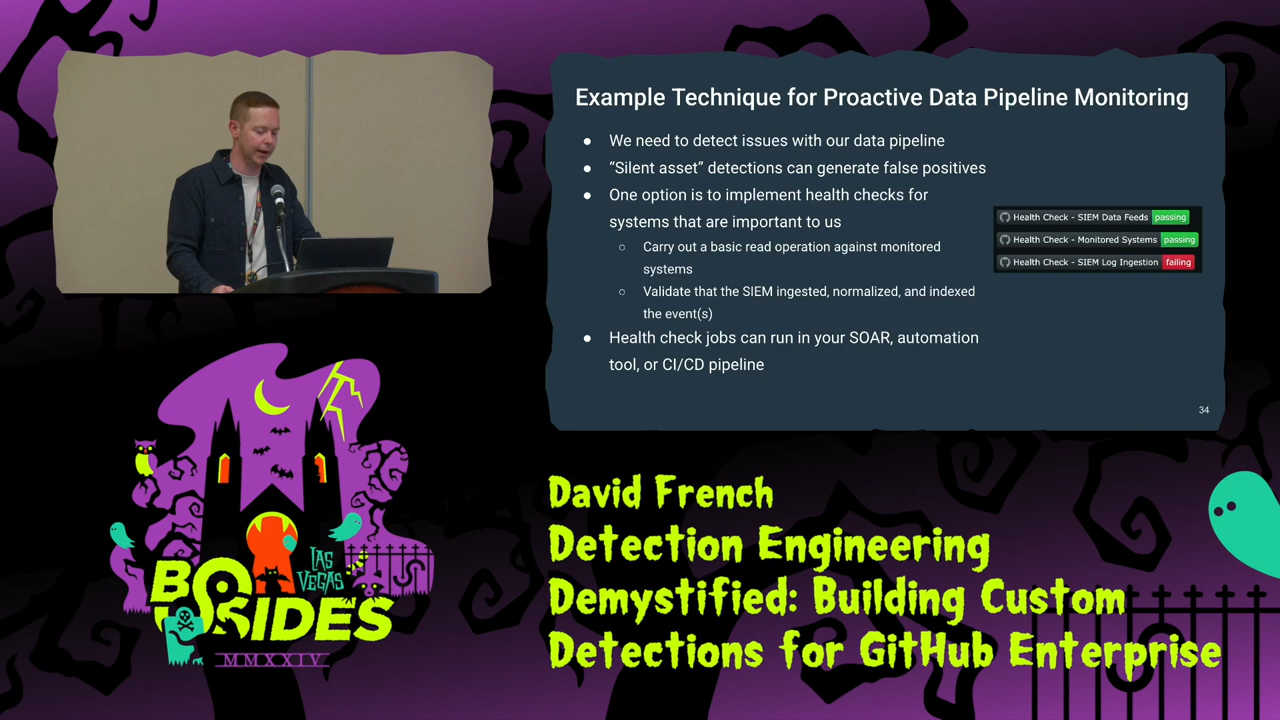 Example Technique for Proactive Data Pipeline Monitoring
● We need to detect issues with our data pipeline
● “Silent asset” detections can generate false positives
● One option is to implement health checks for
systems that are important to us
○ Carry out a basic read operation against monitored
systems
○ Validate that the SIEM ingested, normalized, and indexed
the event(s)
● Health check jobs can run in your SOAR, automation
tool, or CI/CD pipeline
Health Check - SIEM Data Feeds passing
Health Check - Monitored Systems passing
Health Check - SIEM Log Ingestion failing
34
LAS
VEGAS
BSIDES
MMXXIV
David French
Detection Engineering
Demystified: Building Custom
Detections for GitHub Enterprise